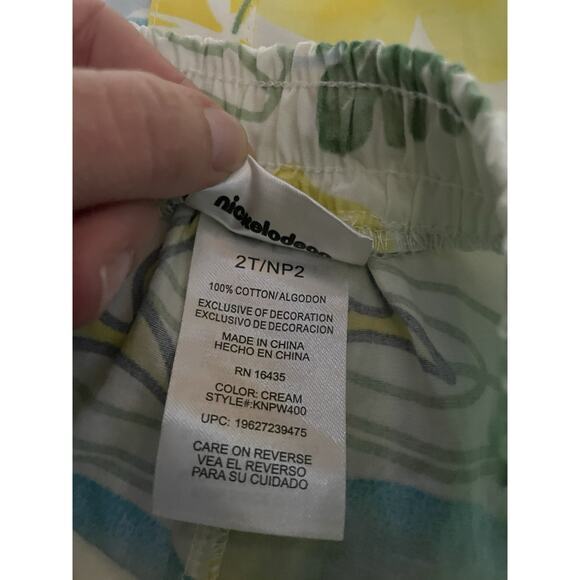 nickelodeon
2T/NP2
100% COTTON/ALGODON
EXCLUSIVE OF DECORATION
EXCLUSIVO DE DECORACION
MADE IN CHINA
HECHO EN CHINA
RN 16435
COLOR: CREAM
STYLE#:KNPW400
UPC: 19627239475
CARE ON REVERSE
VEA EL REVERSO
PARA SU CUIDADO